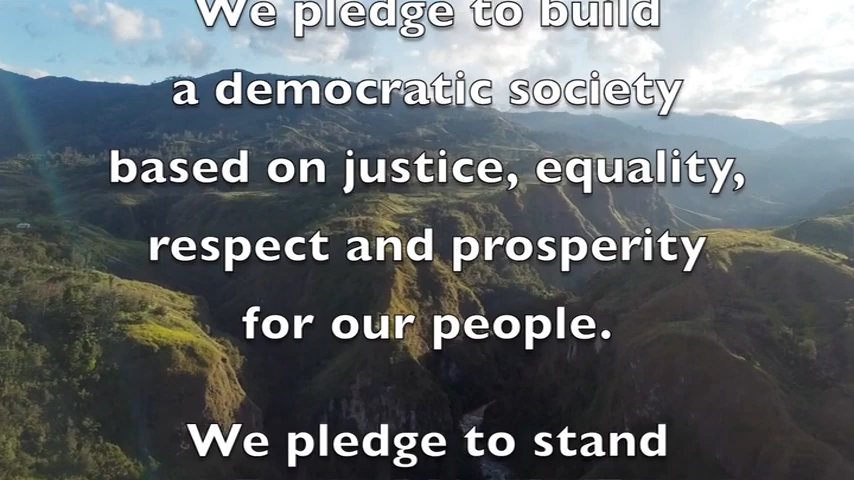 We pledge to build
a democratic society
based on justice, equality,
respect and prosperity
for our people.
We pledge to stand